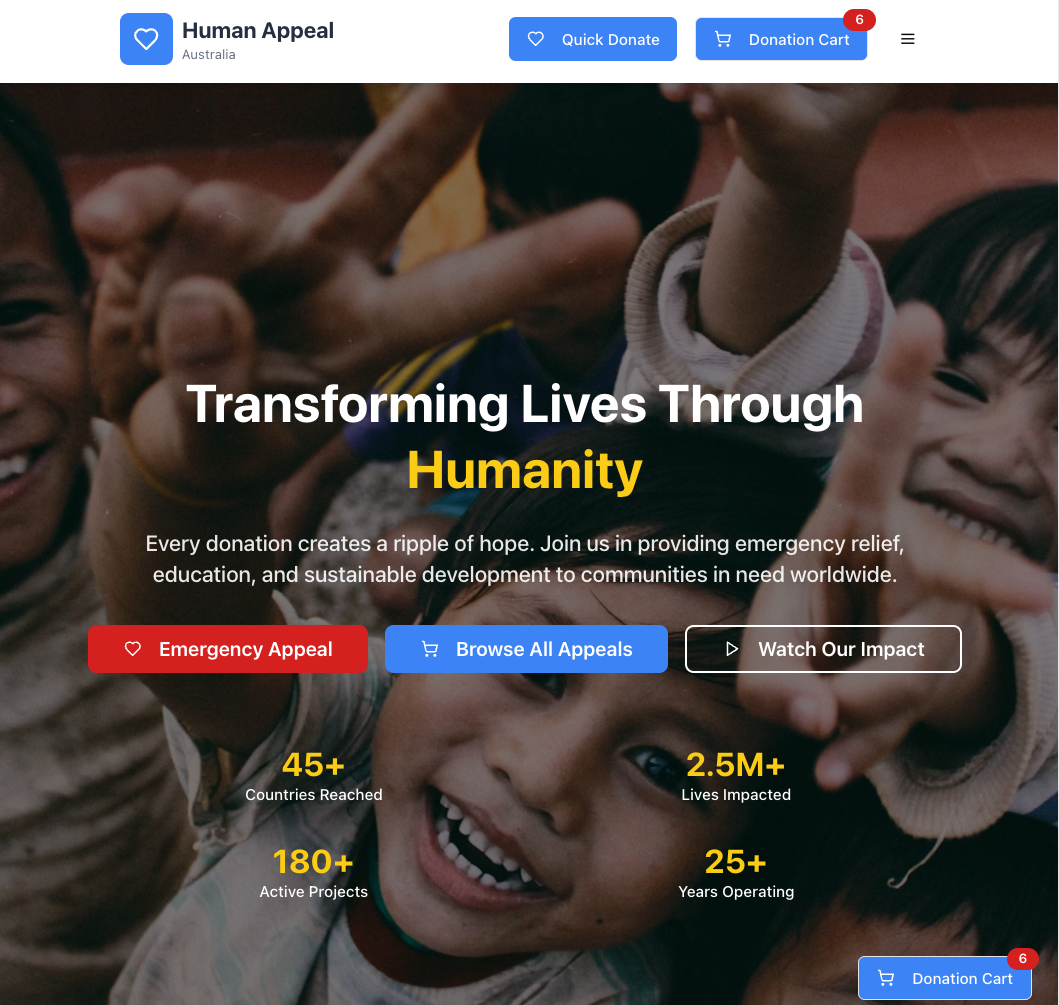 Human Appeal
Australia
Quick Donate
Donation Cart
6
Transforming Lives Through
Humanity
Every donation creates a ripple of hope. Join us in providing emergency relief,
education, and sustainable development to communities in need worldwide.
Emergency Appeal
Browse All Appeals
Watch Our Impact
45+
Countries Reached
2.5M+
Lives Impacted
180+
Active Projects
25+
Years Operating
Donation Cart
6